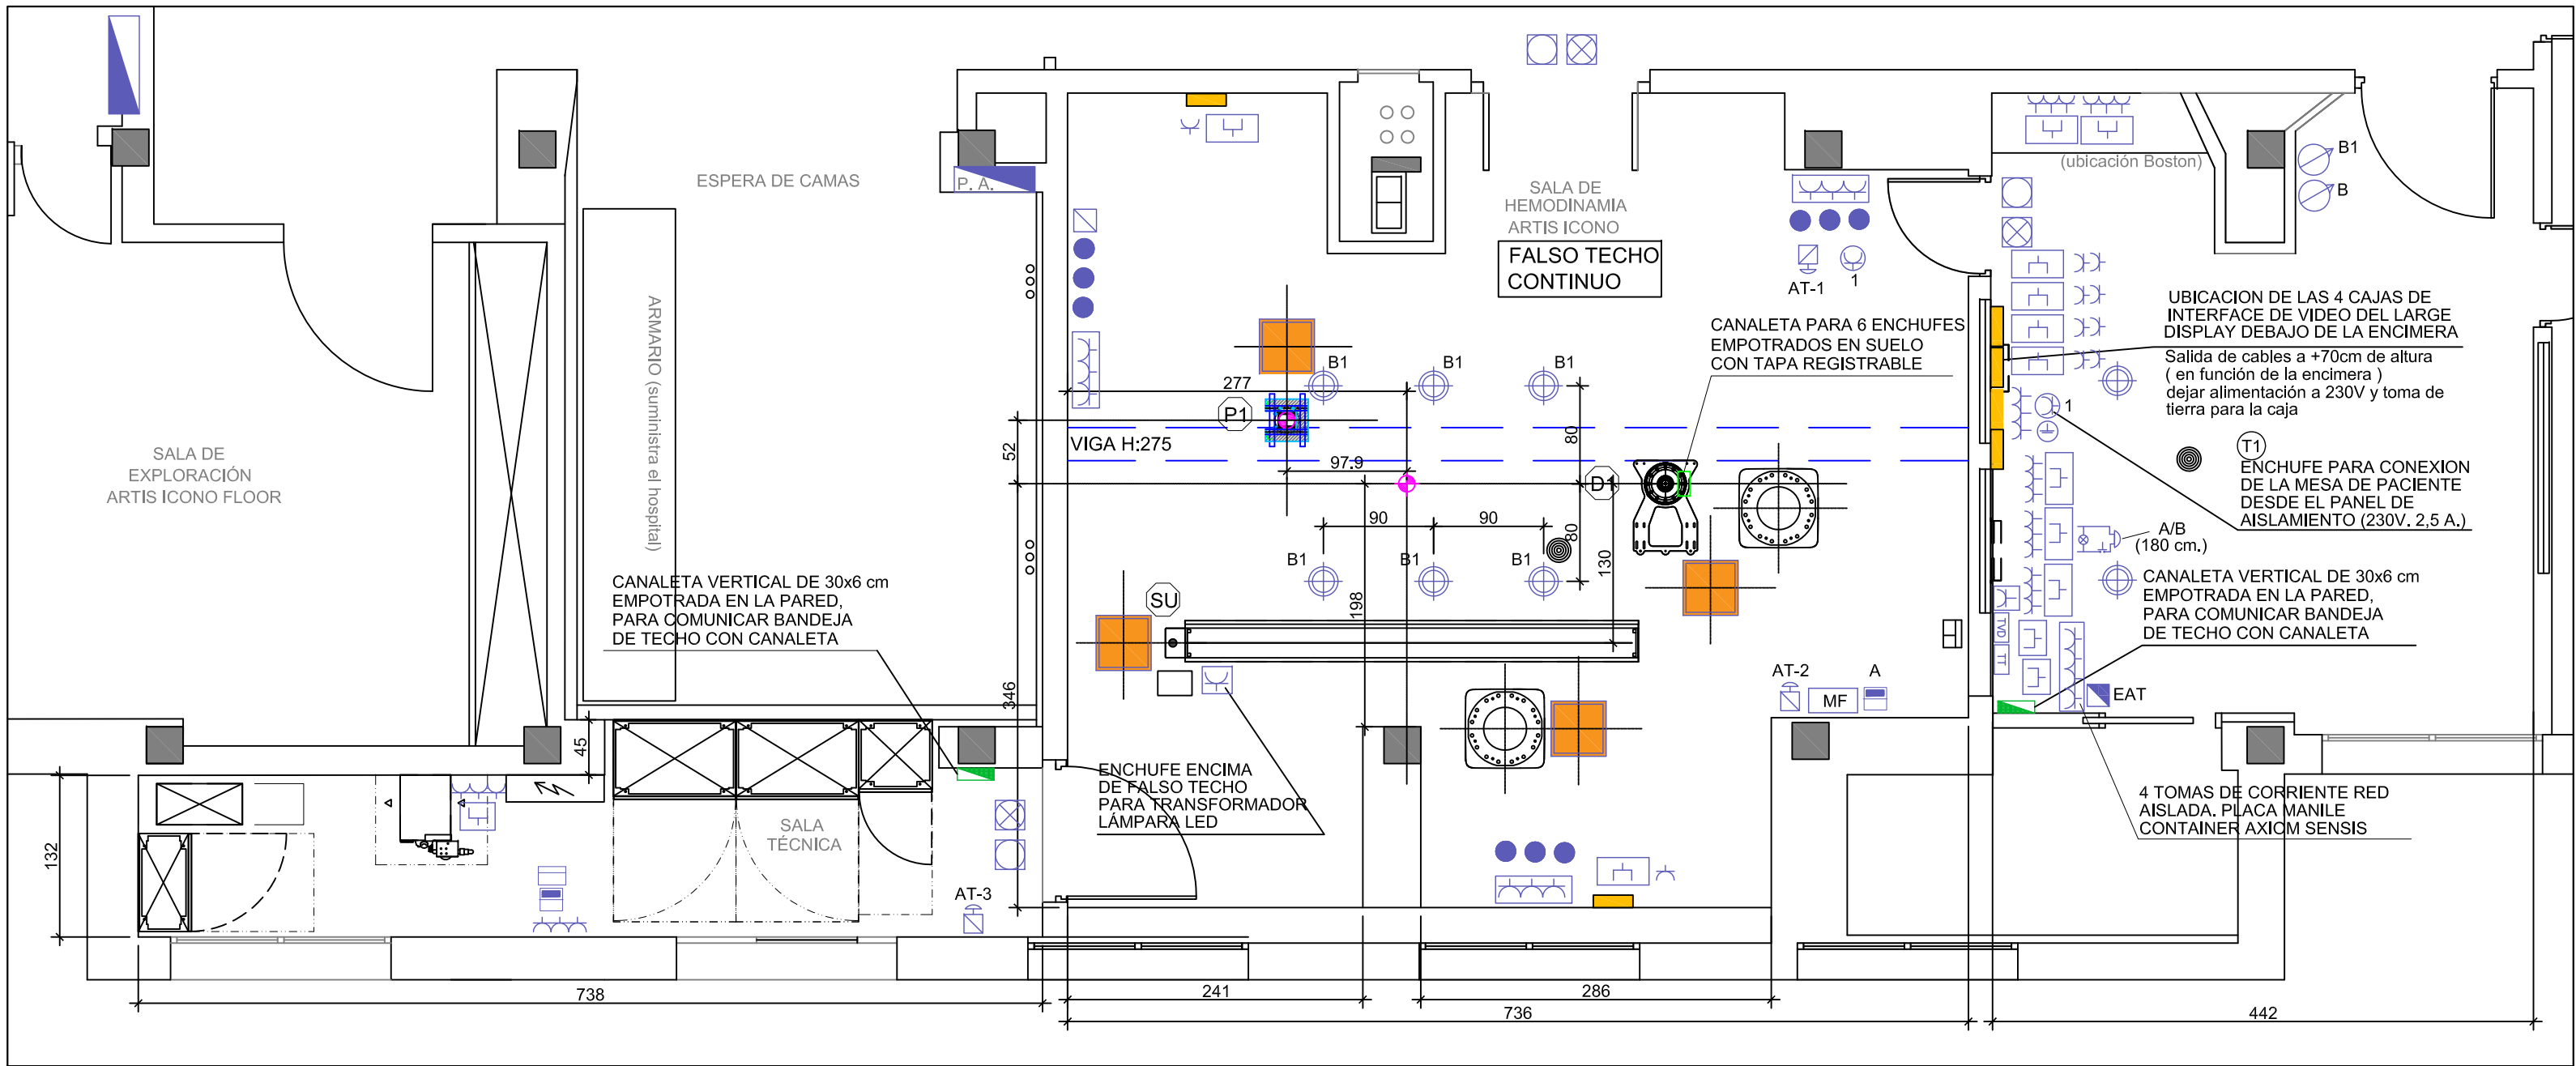 ESPERA DE CAMAS
P. A.
ARMARIO (suministra el hospital)
SALA DE
EXPLORACIÓN
ARTIS ICONO FLOOR
CANALETA VERTICAL DE 30x6 cm
EMPOTRADA EN LA PARED,
PARA COMUNICAR BANDEJA
DE TECHO CON CANALETA
45
132
SALA
TÉCNICA
AT-3
738
SALA DE
HEMODINAMIA
ARTIS ICONO
FALSO TECHO
CONTINUO
AT-1
1
CANALETA PARA 6 ENCHUFES
EMPOTRADOS EN SUELO
CON TAPA REGISTRABLE
B1
B1
B1
277
P1
VIGA H:275
52
97.9
80
D1
90
90
80
130
B1
B1
B1
198
SU
346
AT-2
MF
A
ENCHUFE ENCIMA
DE FALSO TECHO
PARA TRANSFORMADOR
LÁMPARA LED
241
286
736
(ubicación Boston)
B1
B
UBICACION DE LAS 4 CAJAS DE
INTERFACE DE VIDEO DEL LARGE
DISPLAY DEBAJO DE LA ENCIMERA
Salida de cables a +70cm de altura
( en función de la encimera )
dejar alimentación a 230V y toma de
tierra para la caja
1
T1
ENCHUFE PARA CONEXION
DE LA MESA DE PACIENTE
DESDE EL PANEL DE
AISLAMIENTO (230V. 2,5 A.)
A/B
(180 cm.)
CANALETA VERTICAL DE 30x6 cm
EMPOTRADA EN LA PARED,
PARA COMUNICAR BANDEJA
DE TECHO CON CANALETA
TVD
TT
EAT
4 TOMAS DE CORRIENTE RED
AISLADA. PLACA MANILE
CONTAINER AXIOM SENSIS
442